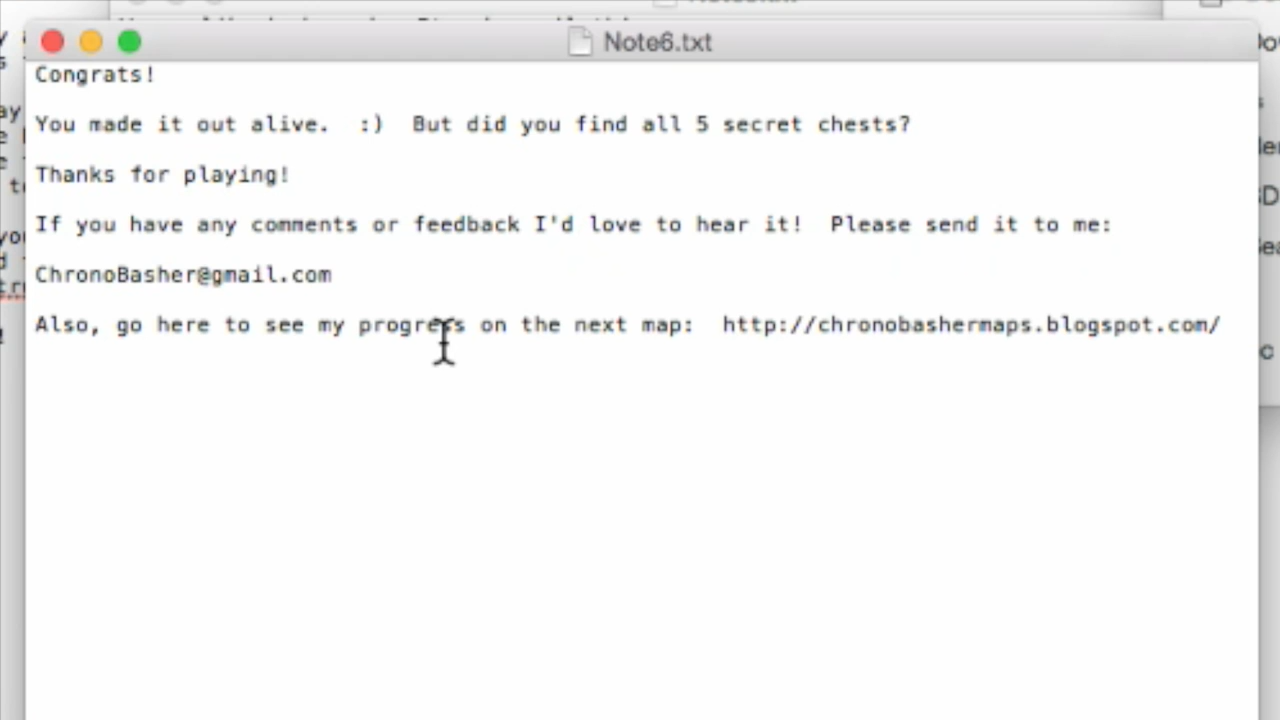 Note6.txt
Congrats!
You made it out alive.  :)  But did you find all 5 secret chests?
Thanks for playing!
If you have any comments or feedback I'd love to hear it!  Please send it to me:
ChronoBasher@gmail.com
Also, go here to see my progress on the next map:  http://chronobashermaps.blogspot.com/